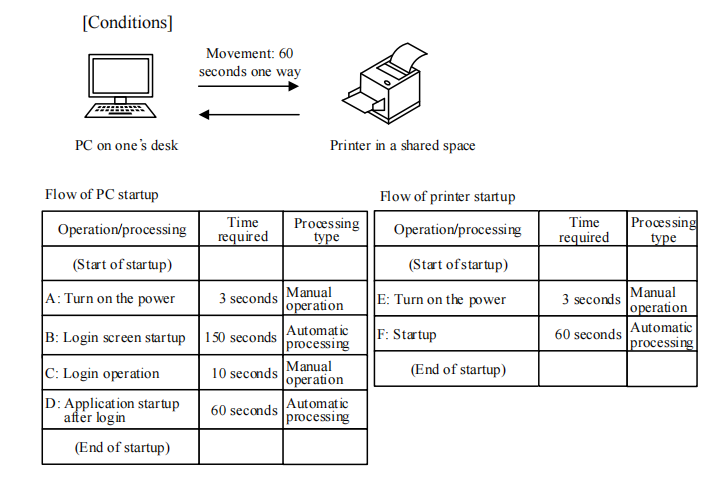 [Conditions]
Movement: 60
seconds one way
PC on one's desk
Printer in a shared space
Flow of PC startup
Operation/processing
Time
required
Processing
type
(Start of startup)
A: Turn on the power
3 seconds
Manual
operation
B: Login screen startup
150 seconds
Automatic
processing
C: Login operation
10 seconds
Manual
operation
D: Application startup
after login
60 seconds
Automatic
processing
(End of startup)
Flow of printer startup
Operation/processing
Time
required
Processing
type
(Start of startup)
E: Turn on the power
3 seconds
Manual
operation
F: Startup
60 seconds
Automatic
processing
(End of startup)